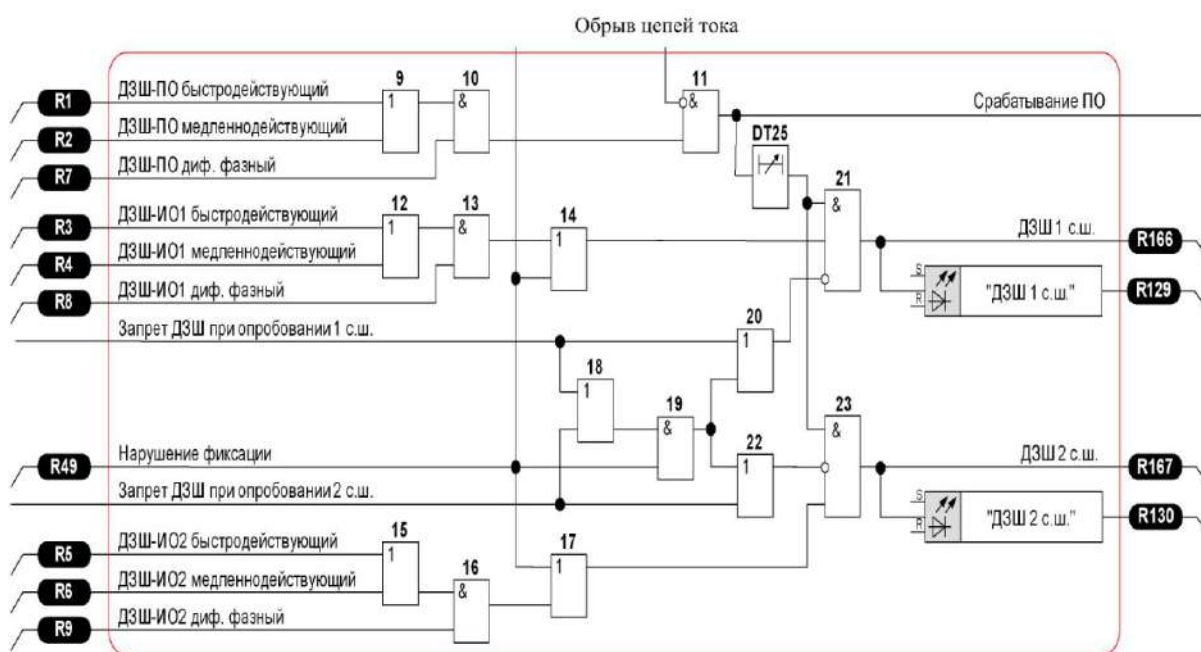 Обрыв цепей тока
R1 ДЗШ-ПО быстродействующий 9 10 11
1 & & Срабатывание ПО
R2 ДЗШ-ПО медленнодействующий
DT25
R7 ДЗШ-ПО диф. фазный
21
R3 ДЗШ-ИО1 быстродействующий 12 13 14
1 & 1 & ДЗШ 1 с.ш. R166
R4 ДЗШ-ИО1 медленнодействующий
S
R "ДЗШ 1 с.ш." R129
R8 ДЗШ-ИО1 диф. фазный
Запрет ДЗШ при опробовании 1 с.ш. 20
1
18
1
19 23
& &
R49 Нарушение фиксации 22 ДЗШ 2 с.ш. R167
1
Запрет ДЗШ при опробовании 2 с.ш.
S
R "ДЗШ 2 с.ш." R130
R5 ДЗШ-ИО2 быстродействующий 15 17
1 1
R6 ДЗШ-ИО2 медленнодействующий 16
&
R9 ДЗШ-ИО2 диф. фазный